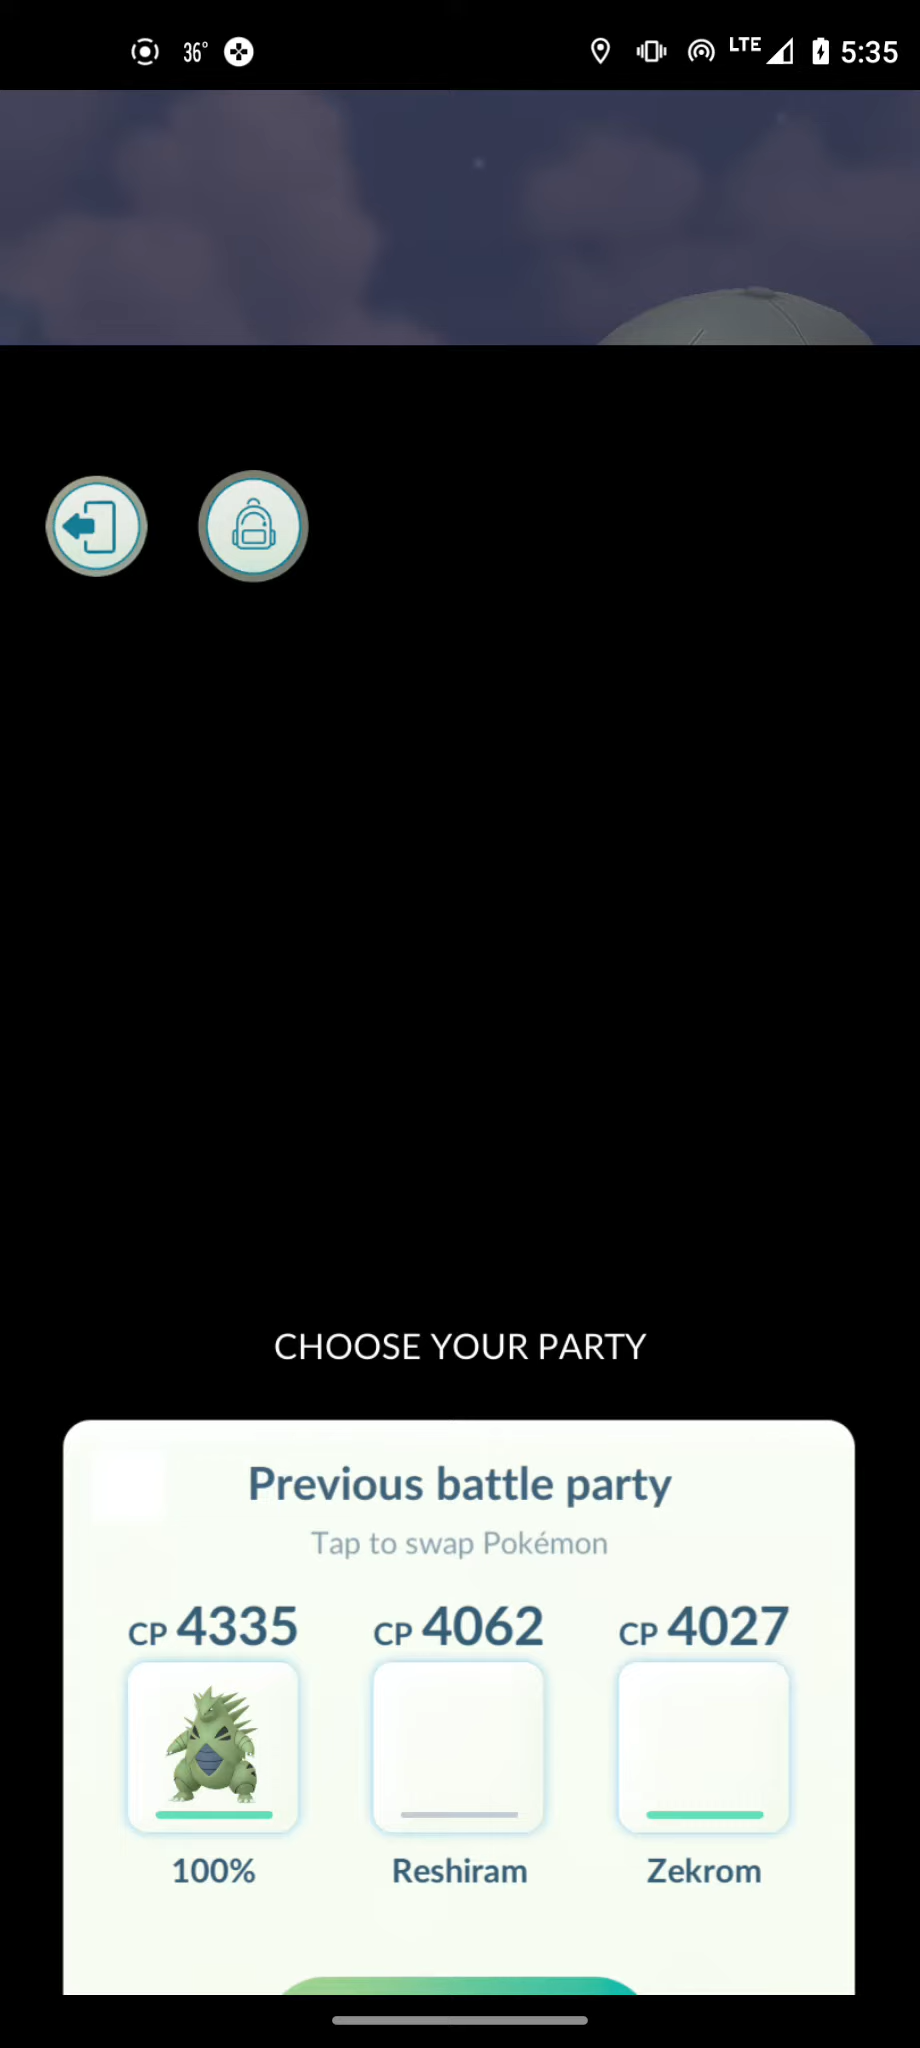 36°
LTE
5:35
CHOOSE YOUR PARTY
Previous battle party
Tap to swap Pokémon
CP 4335 CP 4062 CP 4027
100% Reshiram Zekrom